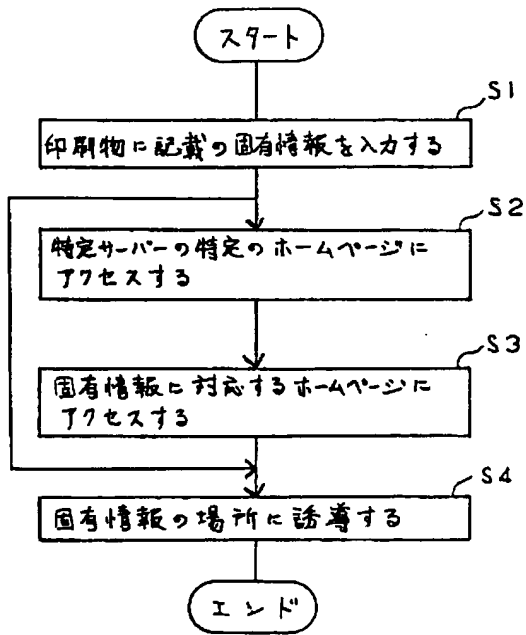 スタート
S1
印刷物に記載の固有情報を入力する
S2
特定サーバーの特定のホームページに
アクセスする
S3
固有情報に対応するホームページに
アクセスする
S4
固有情報の場所に誘導する
エンド